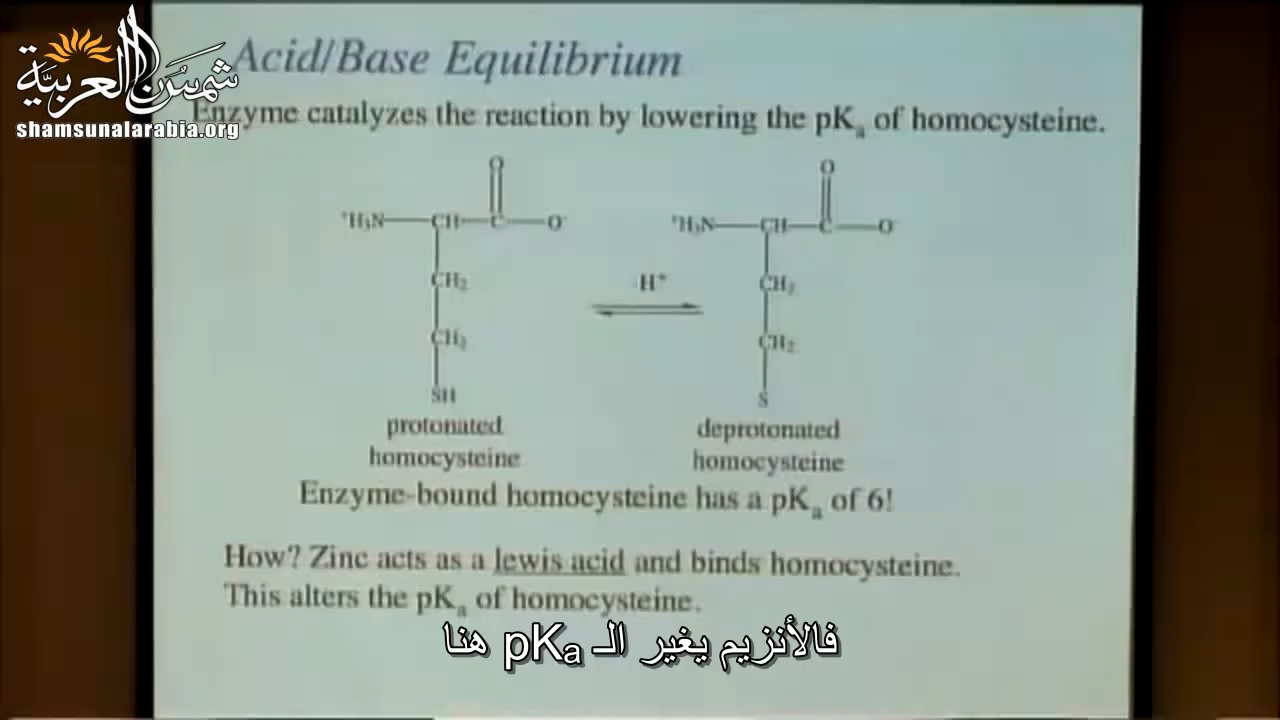 شمس العربية
shamsunalarabia.org
Acid/Base Equilibrium
Enzyme catalyzes the reaction by lowering the pKa of homocysteine.
O O
⁺H₃N—CH—C—O⁻ ⁺H₃N—CH—C—O⁻
CH₂ -H⁺ CH₂
CH₂ CH₂
SH S
protonated deprotonated
homocysteine homocysteine
Enzyme-bound homocysteine has a pKa of 6!
How? Zinc acts as a lewis acid and binds homocysteine.
This alters the pKa of homocysteine.
فالأنزيم يغير الـ pKa هنا